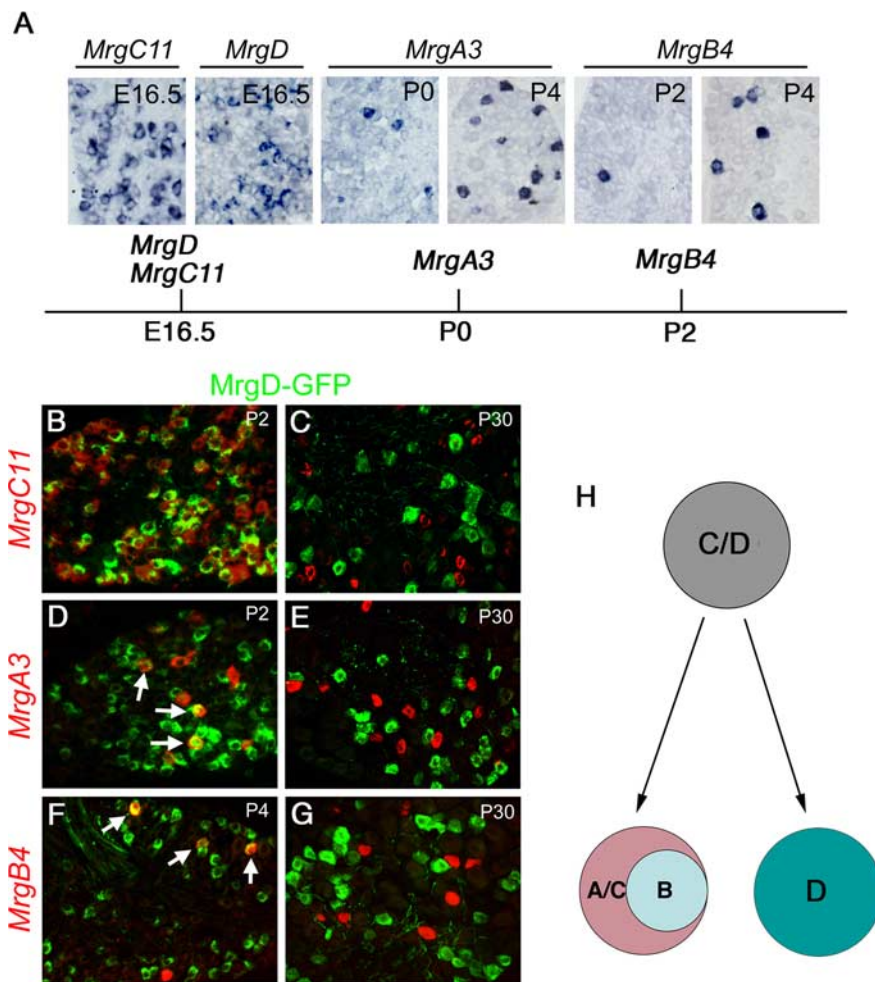 A
MrgC11 MrgD MrgA3 MrgB4
E16.5 E16.5 P0 P4 P2 P4
MrgD
MrgC11 MrgA3 MrgB4
E16.5 P0 P2
MrgD-GFP
MrgC11
B P2 C P30
MrgA3
D P2 E P30
MrgB4
F P4 G P30
H
C/D
A/C B D